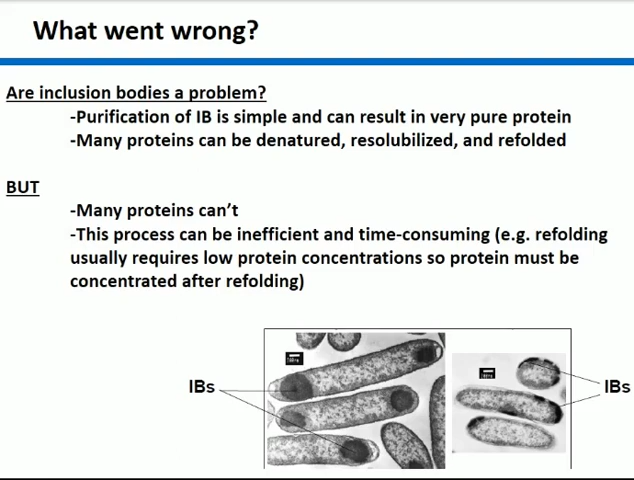 What went wrong?
Are inclusion bodies a problem?
-Purification of IB is simple and can result in very pure protein
-Many proteins can be denatured, resolubilized, and refolded
BUT
-Many proteins can't
-This process can be inefficient and time-consuming (e.g. refolding
usually requires low protein concentrations so protein must be
concentrated after refolding)
IBs
IBs